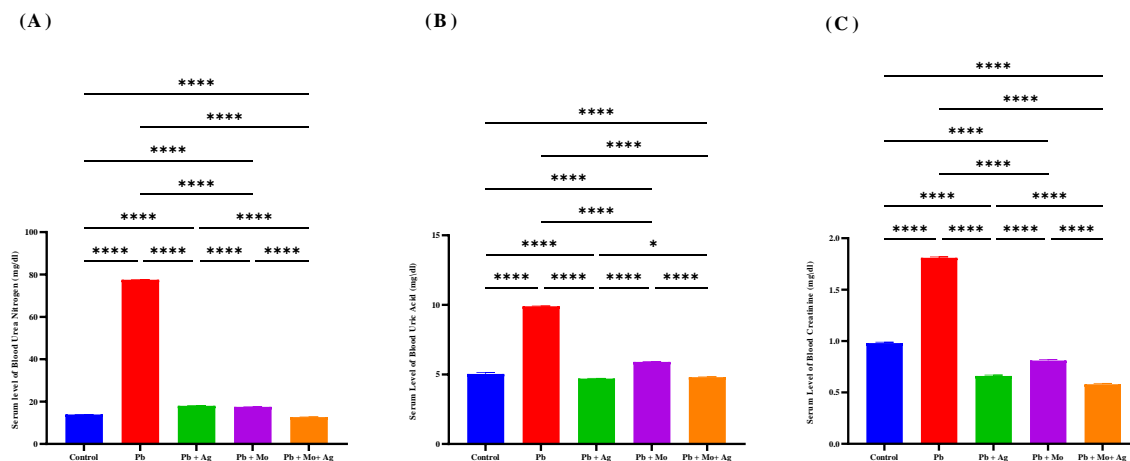 (A)
****
****
****
****
**** ****
**** **** **** ****
100
80
60
40
20
0
Serum level of Blood Urea Nitrogen (mg/dl)
Control Pb Pb + Ag Pb + Mo Pb + Mo+ Ag
(B)
****
****
****
****
**** *
**** **** **** ****
15
10
5
0
Serum Level of Blood Uric Acid (mg\dl)
Control Pb Pb + Ag Pb + Mo Pb + Mo+ Ag
(C)
****
****
****
****
**** ****
**** **** **** ****
2.0
1.5
1.0
0.5
0.0
Serum Level of Blood Creatinine (mg/dl)
Control Pb Pb + Ag Pb + Mo Pb + Mo+ Ag